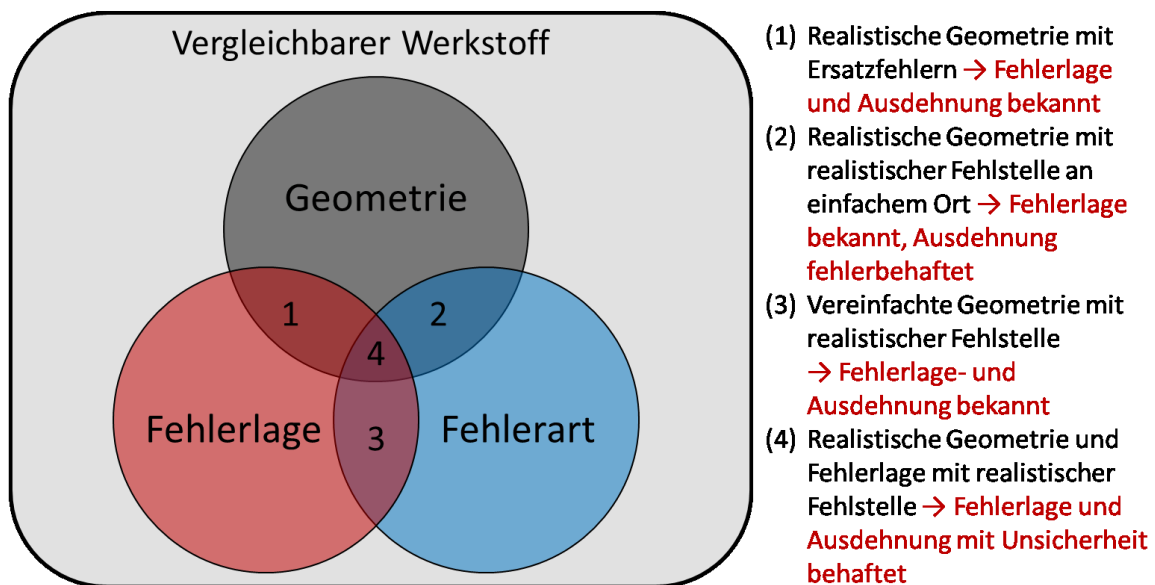 Vergleichbarer Werkstoff
Geometrie
1
2
4
Fehlerlage
3
Fehlerart
(1) Realistische Geometrie mit
Ersatzfehlern → Fehlerlage
und Ausdehnung bekannt
(2) Realistische Geometrie mit
realistischer Fehlstelle an
einfachem Ort → Fehlerlage
bekannt, Ausdehnung
fehlerbehaftet
(3) Vereinfachte Geometrie mit
realistischer Fehlstelle
→ Fehlerlage- und
Ausdehnung bekannt
(4) Realistische Geometrie und
Fehlerlage mit realistischer
Fehlstelle → Fehlerlage und
Ausdehnung mit Unsicherheit
behaftet